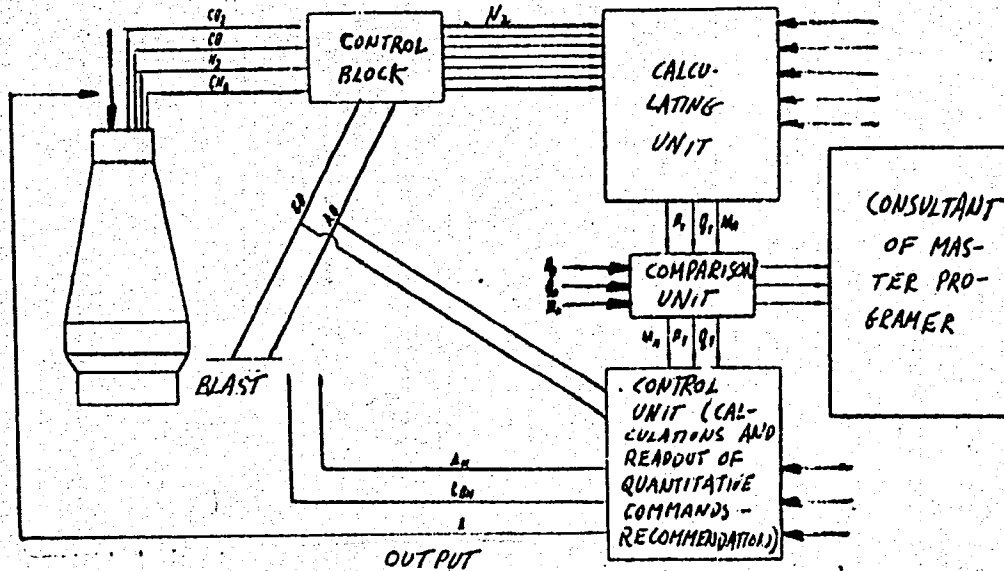 CO2
CO
CH4
CONTROL
BLOCK
N2
CALCU-
LATING
UNIT
CONSULTANT
OF MAS-
TER PRO-
GRAMER
COMPARISON
UNIT
BLAST
CONTROL
UNIT (CAL-
CULATIONS AND
READOUT OF
QUANTITATIVE
COMMANDS -
RECOMMENDATIONS)
OUTPUT